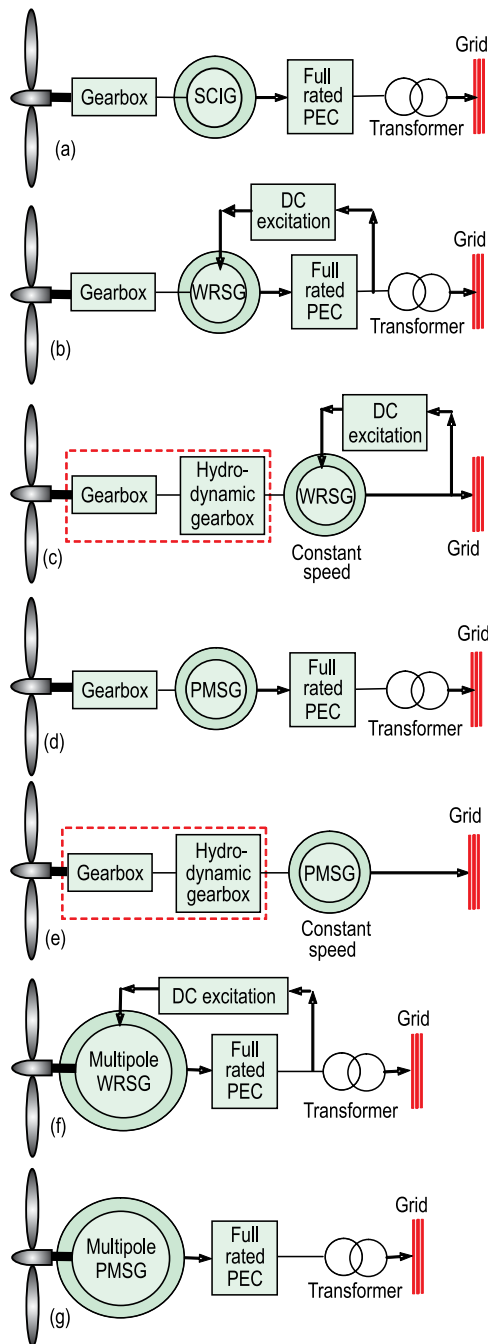 Grid
Gearbox
SCIG
Full
rated
PEC
Transformer
(a)
DC
excitation
Grid
Gearbox
WRSG
Full
rated
PEC
Transformer
(b)
DC
excitation
Gearbox
Hydro-
dynamic
gearbox
WRSG
Constant
speed
Grid
(c)
Grid
Gearbox
PMSG
Full
rated
PEC
Transformer
(d)
Grid
Gearbox
Hydro-
dynamic
gearbox
PMSG
Constant
speed
(e)
DC excitation
Grid
Multipole
WRSG
Full
rated
PEC
Transformer
(f)
Grid
Multipole
PMSG
Full
rated
PEC
Transformer
(g)